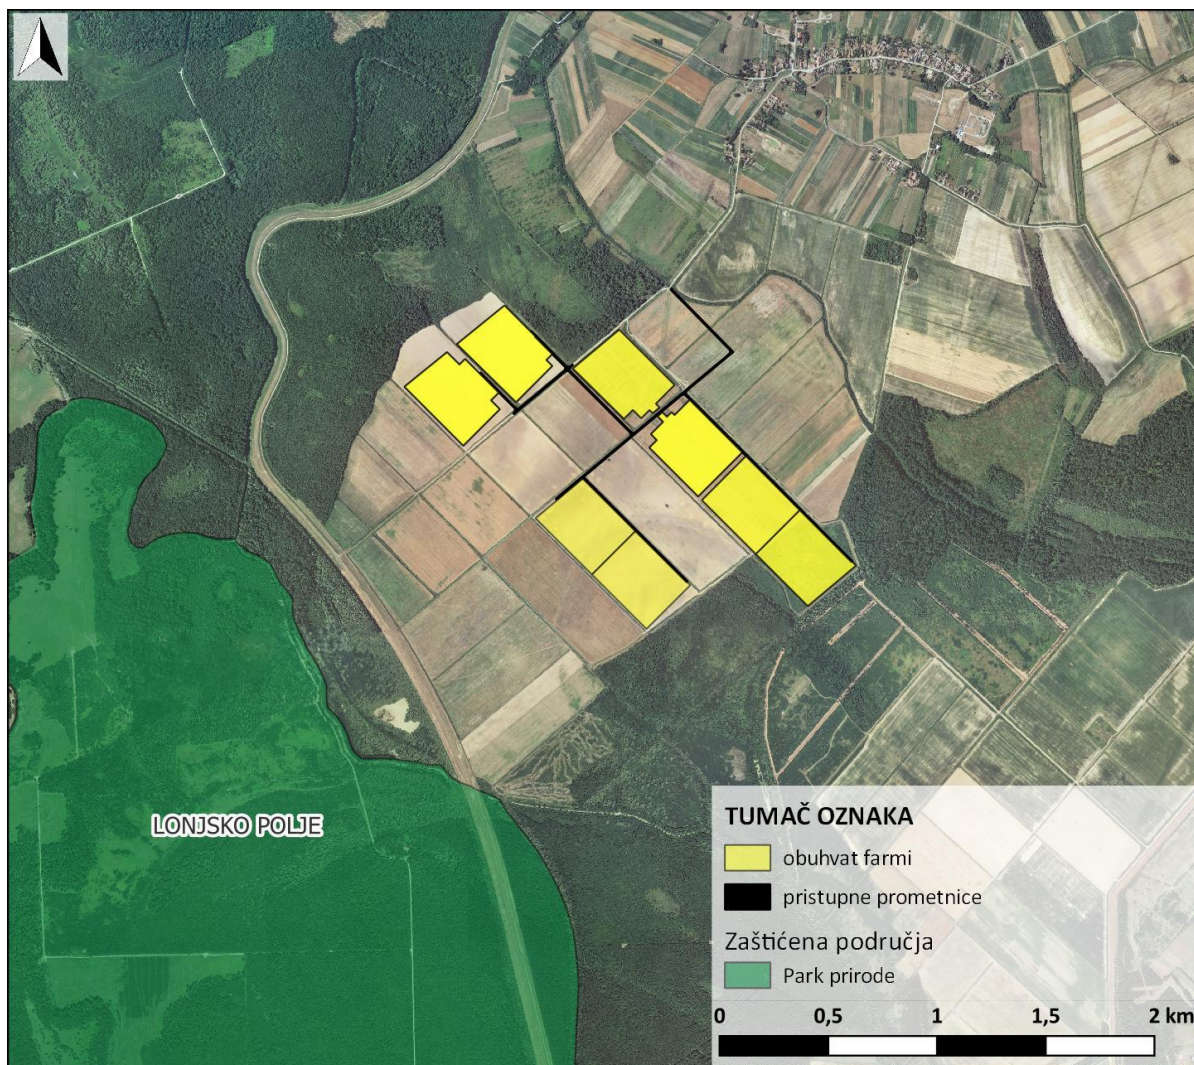 LONJSKO POLJE
TUMAČ OZNAKA
obuhvat farmi
pristupne prometnice
Zaštićena područja
Park prirode
0 0,5 1 1,5 2 km